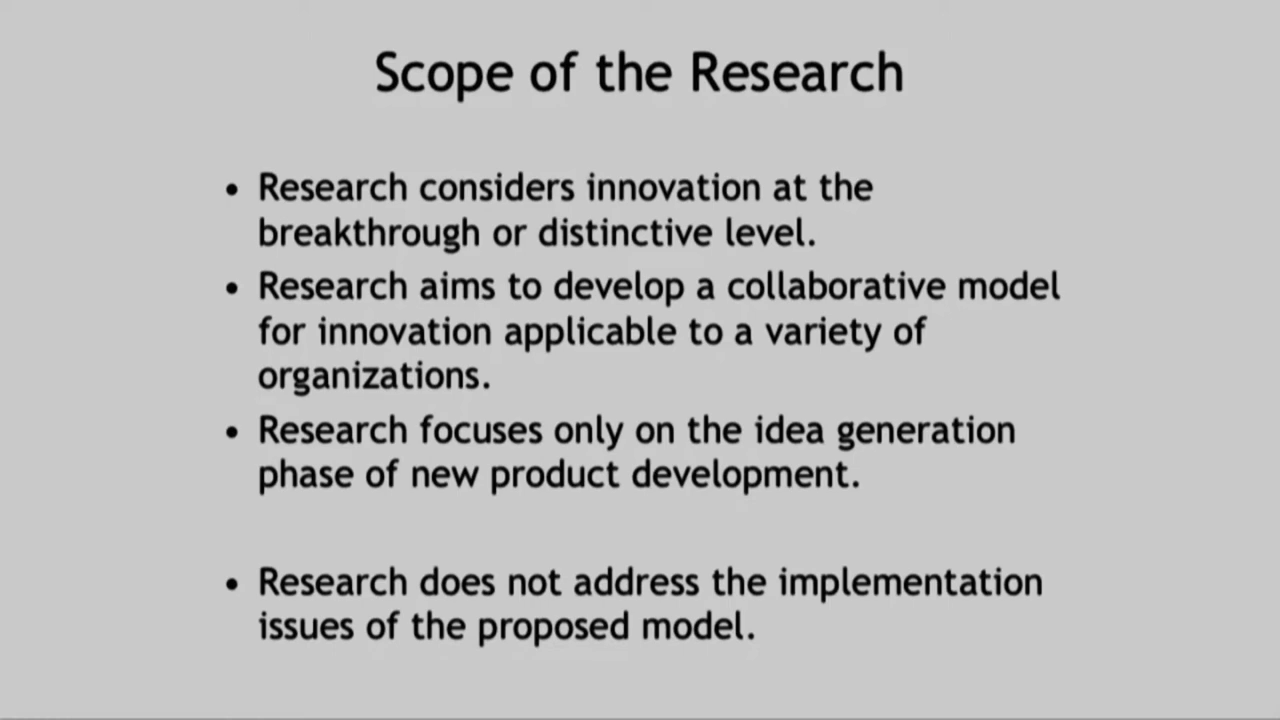 Scope of the Research
• Research considers innovation at the
breakthrough or distinctive level.
• Research aims to develop a collaborative model
for innovation applicable to a variety of
organizations.
• Research focuses only on the idea generation
phase of new product development.
• Research does not address the implementation
issues of the proposed model.